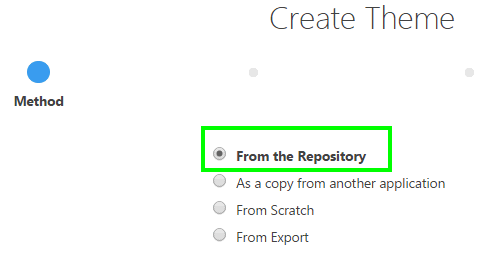 Create Theme
Method
From the Repository
As a copy from another application
From Scratch
From Export